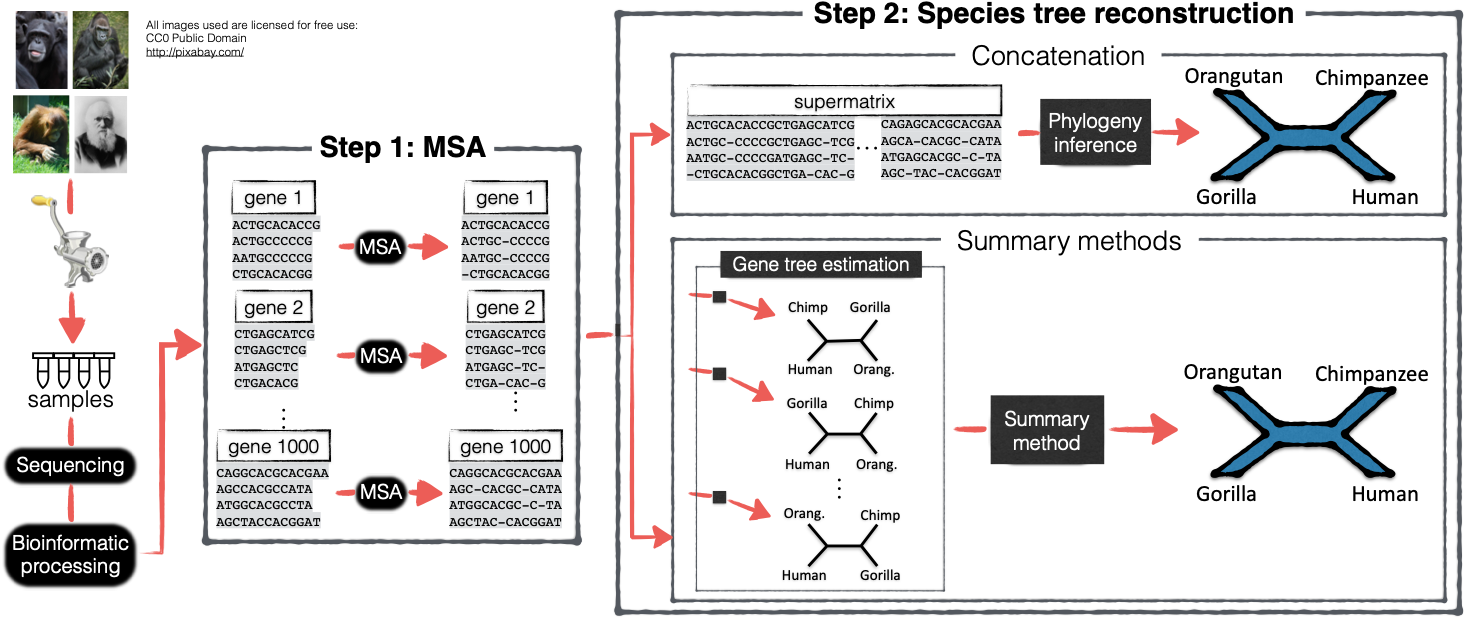 All images used are licensed for free use:
CC0 Public Domain
http://pixabay.com/
samples
Sequencing
Bioinformatic
processing
Step 1: MSA
gene 1
ACTGCACACCG
ACTGCCCCCG
AATGCCCCCG
CTGCACACGG
MSA
gene 1
ACTGCACACCG
ACTGC-CCCCG
AATGC-CCCCG
-CTGCACACGG
gene 2
CTGAGCATCG
CTGAGCTCG
ATGAGCTC
CTGACACG
MSA
gene 2
CTGAGCATCG
CTGAGC-TCG
ATGAGC-TC-
CTGA-CAC-G
gene 1000
CAGGCACGCACGAA
AGCCACGCCATA
ATGGCACGCCTA
AGCTACCACGGAT
MSA
gene 1000
CAGGCACGCACGAA
AGC-CACGC-CATA
ATGGCACGC-C-TA
AGCTAC-CACGGAT
Step 2: Species tree reconstruction
Concatenation
supermatrix
ACTGCACACCGCTGAGCATCG ... CAGAGCACGCACGAA
ACTGC-CCCCGCTGAGC-TCG AGCA-CACGC-CATA
AATGC-CCCCGATGAGC-TC- ATGAGCACGC-C-TA
-CTGCACACGGCTGA-CAC-G AGC-TAC-CACGGAT
Phylogeny
inference
Orangutan Chimpanzee
Gorilla Human
Summary methods
Gene tree estimation
Chimp Gorilla
Human Orang.
Gorilla Chimp
Human Orang.
Orang. Chimp
Human Gorilla
Summary
method
Orangutan Chimpanzee
Gorilla Human